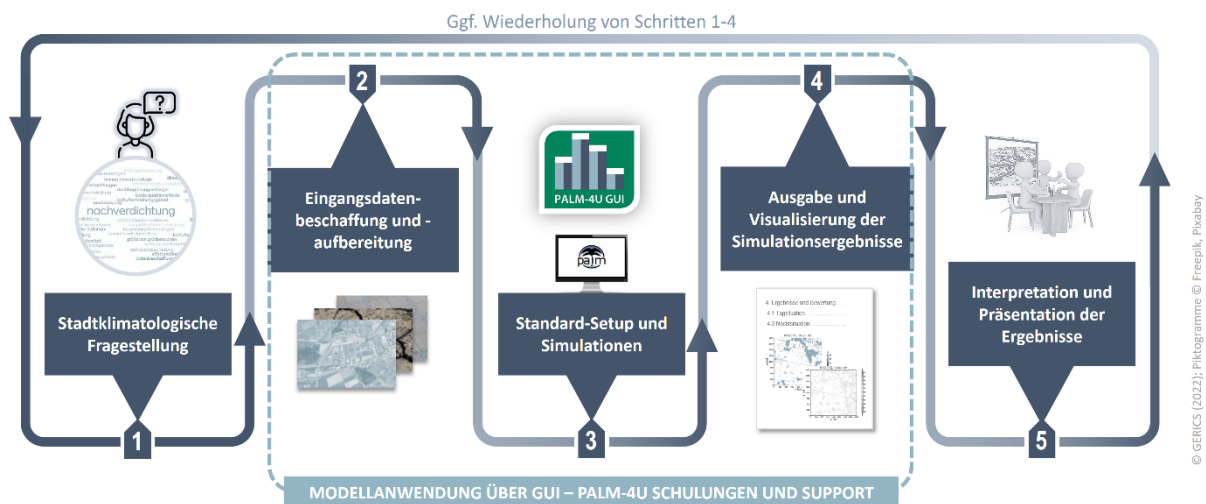 Ggf. Wiederholung von Schritten 1-4
?
nachverdichtung
Stadtklimatologische
Fragestellung
1
2
Eingangsdaten-
beschaffung und -
aufbereitung
PALM-4U GUI
palm
Standard-Setup und
Simulationen
3
4
Ausgabe und
Visualisierung der
Simulationsergebnisse
4. Ergebnisse und Bewertung
4.1 Tagsituation
4.2 Nachtsituation
Interpretation und
Präsentation der
Ergebnisse
5
MODELLANWENDUNG ÜBER GUI – PALM-4U SCHULUNGEN UND SUPPORT
© GERICS (2022); Piktogramme © Freepik, Pixabay